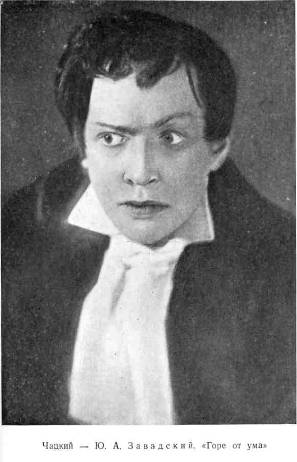 Чацкий — Ю. А. Завадский. «Горе от ума»